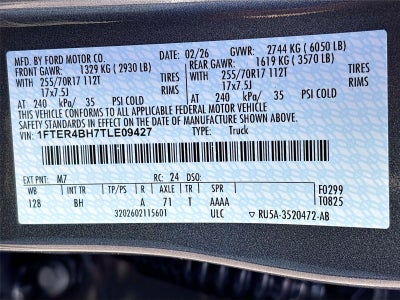 MFD. BY FORD MOTOR CO. 02/26 GVWR: 2744 KG (6050 LB)
FRONT GAWR: 1329 KG (2930 LB) REAR GAWR: 1619 KG (3570 LB)
WITH 255/70R17 112T TIRES WITH 255/70R17 112T TIRES
17x7.5J RIMS 17x7.5J RIMS
AT 240 kPa/ 35 PSI COLD AT 240 kPa/ 35 PSI COLD
THIS VEHICLE CONFORMS TO ALL APPLICABLE FEDERAL MOTOR VEHICLE
SAFETY STANDARDS IN EFFECT ON THE DATE OF MANUFACTURE SHOWN ABOVE.
VIN: 1FTER4BH7TLE09427 TYPE: Truck
EXT PNT: M7 RC: 24 DSO: F0299
WB INT TR TP/PS R AXLE TR SPR T0825
128 BH A 71 T AAAA
3202602115601 ULC RU5A-3520472-AB